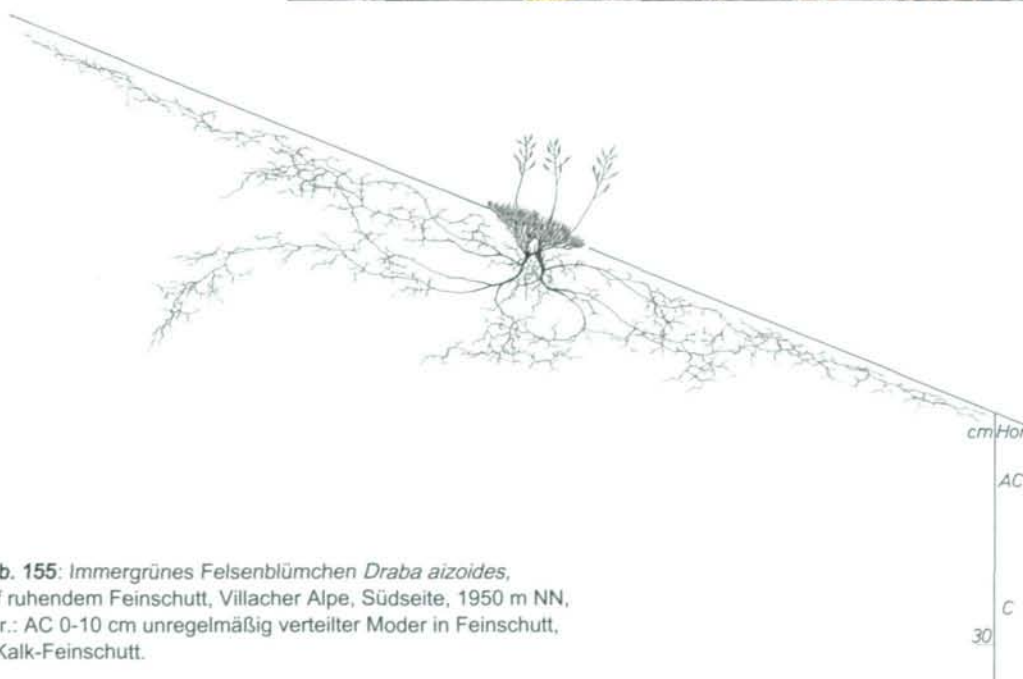 cm Hor
AC
C
30
b. 155: Immergrünes Felsenblümchen Draba aizoides,
f ruhendem Feinschutt, Villacher Alpe, Südseite, 1950 m NN,
r.: AC 0-10 cm unregelmäßig verteilter Moder in Feinschutt,
Kalk-Feinschutt.